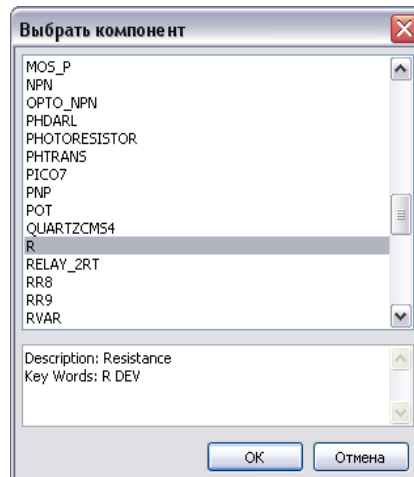 Выбрать компонент
MOS_P
NPN
OPTO_NPN
PHDARL
PHOTORESISTOR
PHTRANS
PICO7
PNP
POT
QUARTZCMS4
R
RELAY_2RT
RR8
RR9
RVAR
Description: Resistance
Key Words: R DEV
OK
Отмена